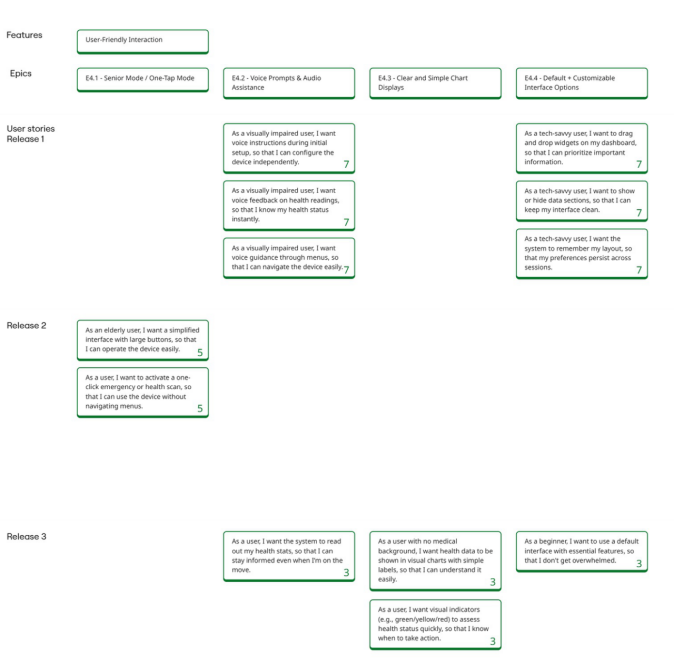 Features
User-Friendly Interaction
Epics
E4.1 - Senior Mode / One-Tap Mode
E4.2 - Voice Prompts & Audio
Assistance
E4.3 - Clear and Simple Chart
Displays
E4.4 - Default + Customizable
Interface Options
User stories
Release 1
As a visually impaired user, I want
voice instructions during initial
setup, so that I can configure the
device independently.
7
As a visually impaired user, I want
voice feedback on health readings,
so that I know my health status
instantly.
7
As a visually impaired user, I want
voice guidance through menus, so
that I can navigate the device easily.
7
As a tech-savvy user, I want to drag
and drop widgets on my dashboard,
so that I can prioritize important
information.
7
As a tech-savvy user, I want to show
or hide data sections, so that I can
keep my interface clean.
7
As a tech-savvy user, I want the
system to remember my layout, so
that my preferences persist across
sessions.
7
Release 2
As an elderly user, I want a simplified
interface with large buttons, so that
I can operate the device easily.
5
As a user, I want to activate a one-
click emergency or health scan, so
that I can use the device without
navigating menus.
5
Release 3
As a user, I want the system to read
out my health stats, so that I can
stay informed even when I'm on the
move.
3
As a user with no medical
background, I want health data to be
shown in visual charts with simple
labels, so that I can understand it
easily.
3
As a user, I want visual indicators
(e.g., green/yellow/red) to assess
health status quickly, so that I know
when to take action.
3
As a beginner, I want to use a default
interface with essential features, so
that I don't get overwhelmed.
3